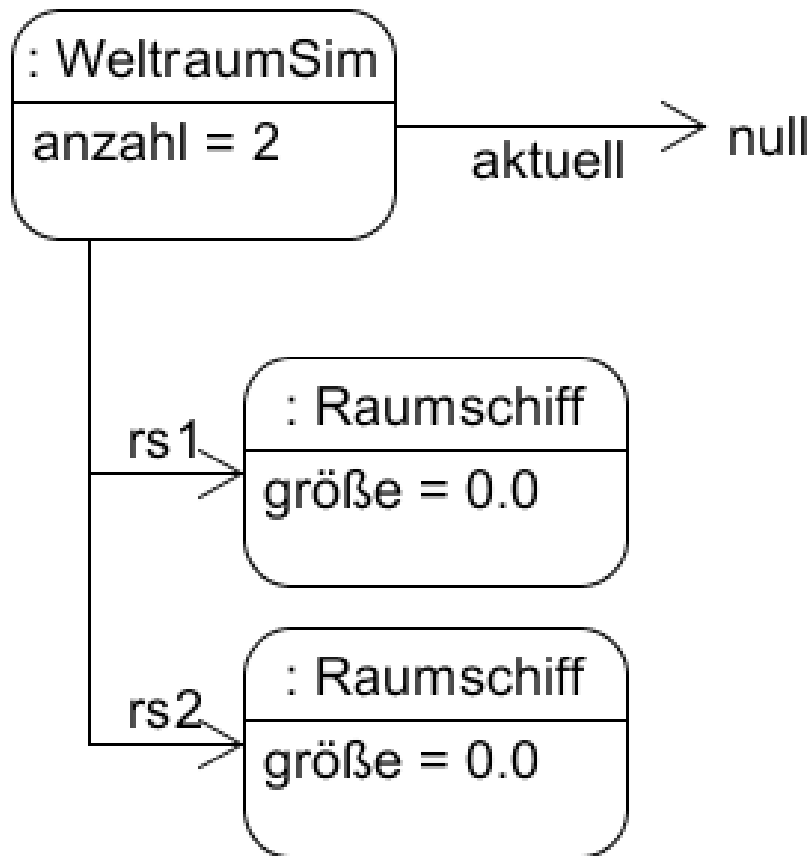 : WeltraumSim
anzahl = 2
aktuell
null
rs1
: Raumschiff
größe = 0.0
rs2
: Raumschiff
größe = 0.0